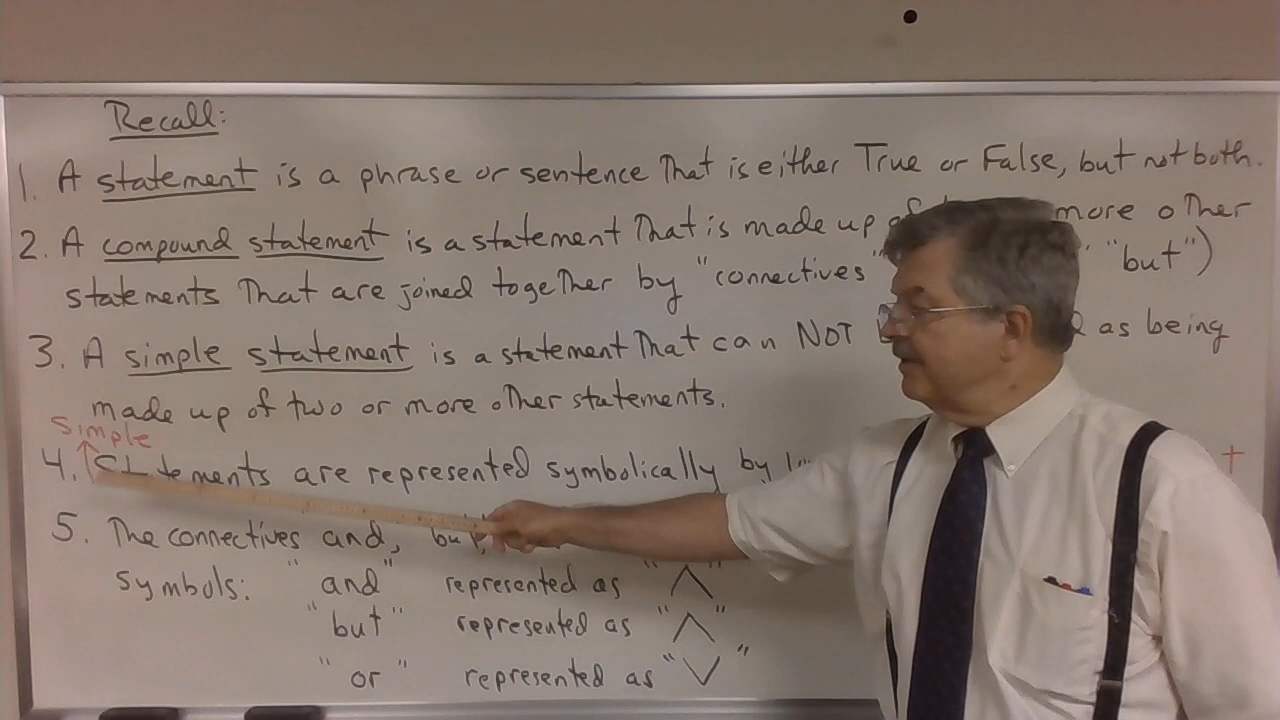 Recall:
1. A statement is a phrase or sentence that is either True or False, but not both.
2. A compound statement is a statement that is made up more other
statements that are joined together by "connectives" "but")
3. A simple statement is a statement that can NOT as being
made up of two or more other statements.
simple
4. Statements are represented symbolically by
5. The connectives and, but,
symbols: "and" represented as "∧"
"but" represented as "∧"
"or" represented as "∨"